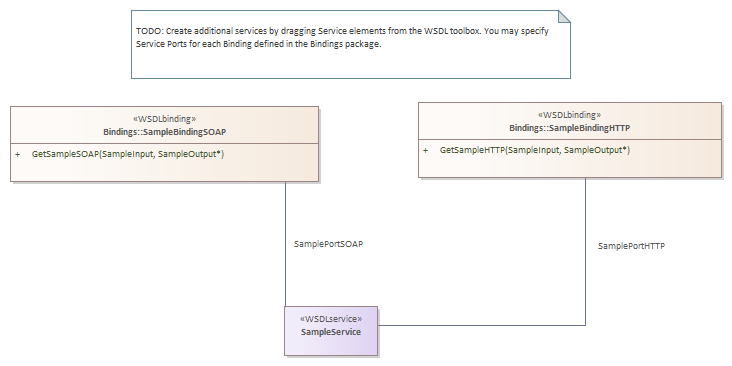 TODO: Create additional services by dragging Service elements from the WSDL toolbox. You may specify
Service Ports for each Binding defined in the Bindings package.
«WSDLbinding»
Bindings::SampleBindingSOAP
+ GetSampleSOAP(SampleInput, SampleOutput*)
«WSDLbinding»
Bindings::SampleBindingHTTP
+ GetSampleHTTP(SampleInput, SampleOutput*)
SamplePortSOAP
SamplePortHTTP
«WSDLservice»
SampleService